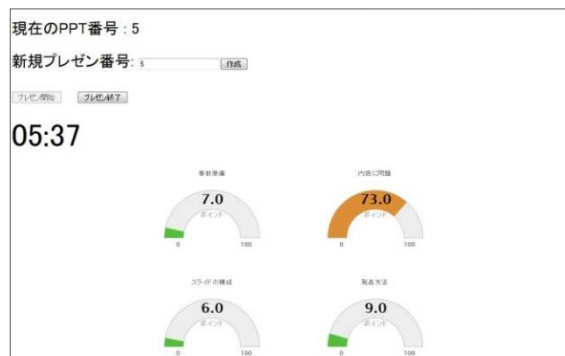 現在のPPT番号 : 5
新規プレゼン番号: 5 作成
プレゼン開始 プレゼン終了
05:37
事前準備 内容に問題
7.0 73.0
ポイント ポイント
0 100 0 100
スライドの構成 発表方法
6.0 9.0
ポイント ポイント
0 100 0 100